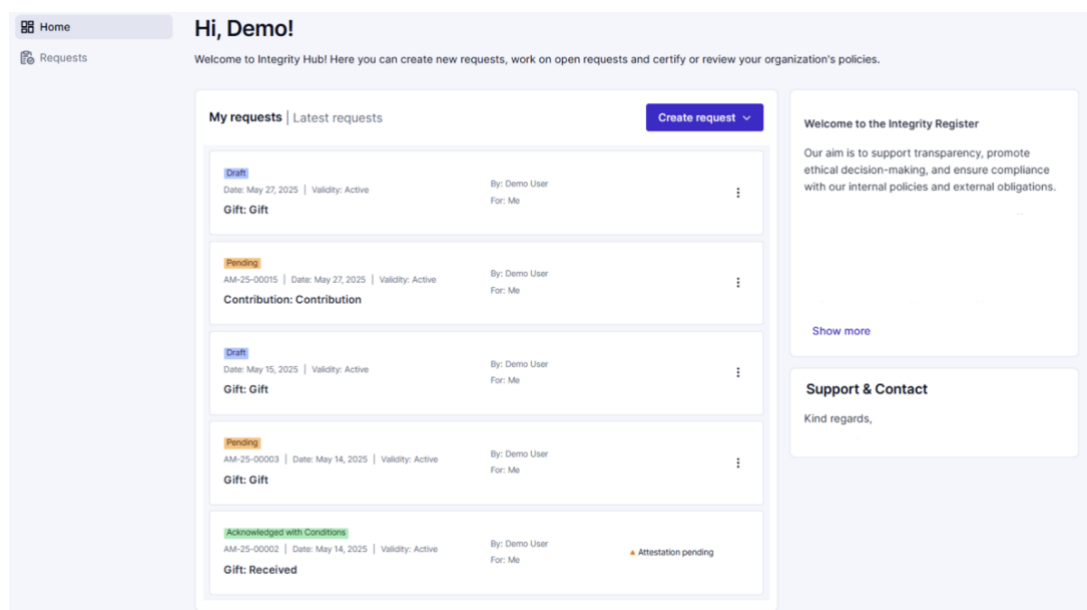 Home
Requests
Hi, Demo!
Welcome to Integrity Hub! Here you can create new requests, work on open requests and certify or review your organization's policies.
My requests | Latest requests
Create request
Draft
Date: May 27, 2025 | Validity: Active
Gift: Gift
By: Demo User
For: Me
Pending
AM-25-00015 | Date: May 27, 2025 | Validity: Active
Contribution: Contribution
By: Demo User
For: Me
Draft
Date: May 15, 2025 | Validity: Active
Gift: Gift
By: Demo User
For: Me
Pending
AM-25-00003 | Date: May 14, 2025 | Validity: Active
Gift: Gift
By: Demo User
For: Me
Acknowledged with Conditions
AM-25-00002 | Date: May 14, 2025 | Validity: Active
Gift: Received
By: Demo User
For: Me
Attestation pending
Welcome to the Integrity Register
Our aim is to support transparency, promote
ethical decision-making, and ensure compliance
with our internal policies and external obligations.
Show more
Support & Contact
Kind regards,